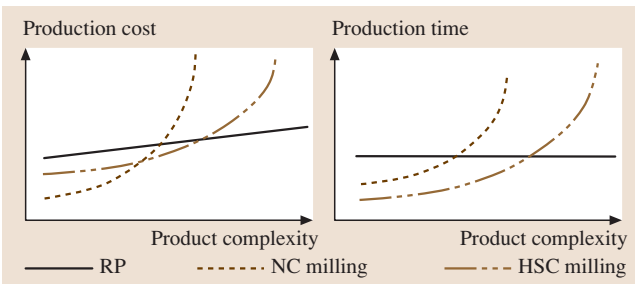 Production cost
Production time
Product complexity
Product complexity
RP
NC milling
HSC milling